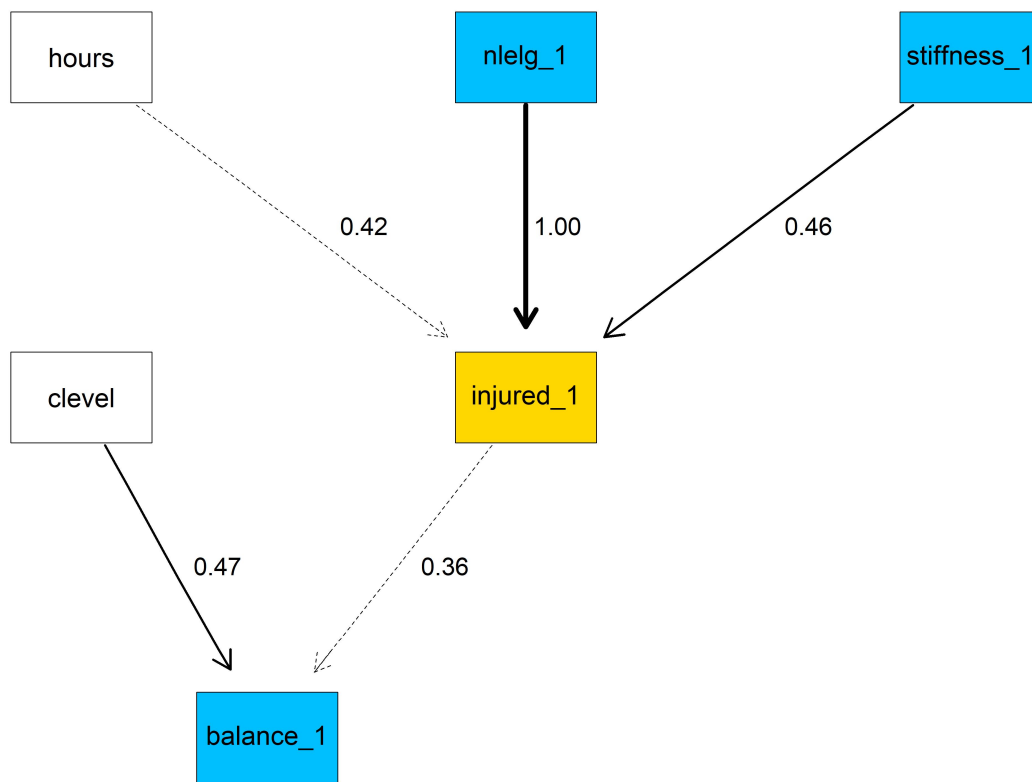 hours
nlelg_1
stiffness_1
0.42
1.00
0.46
clevel
injured_1
0.47
0.36
balance_1